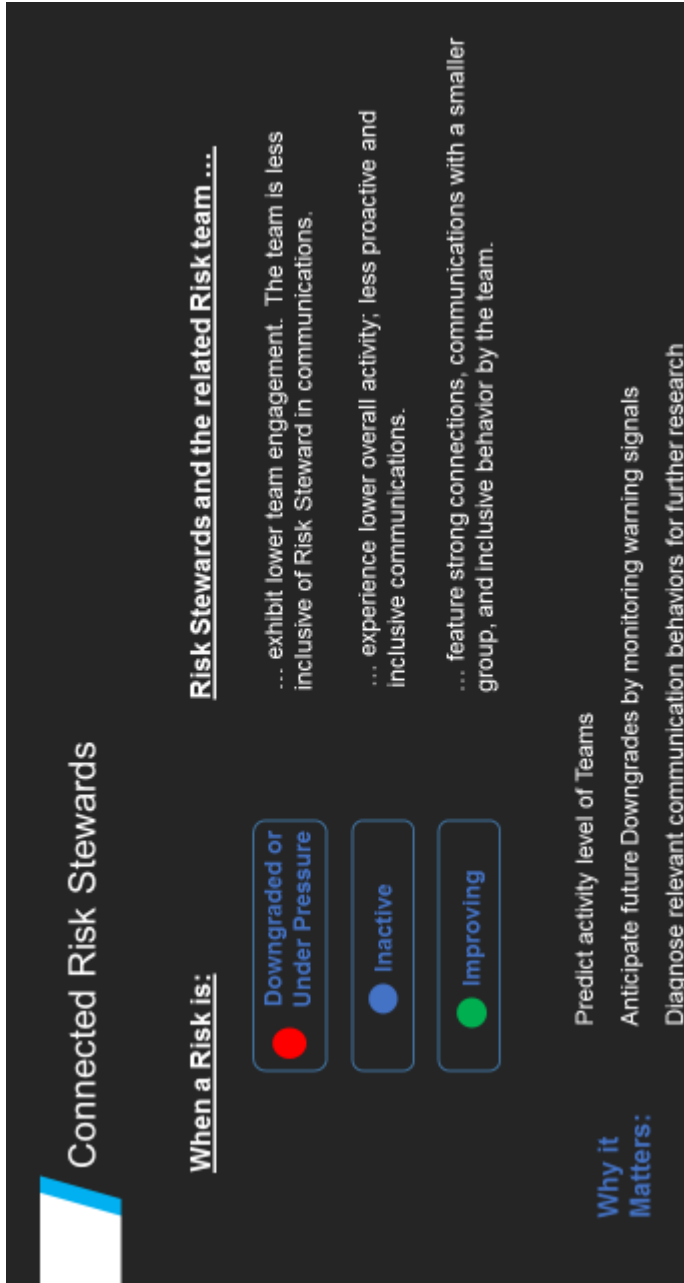 Connected Risk Stewards
When a Risk is:
Risk Stewards and the related Risk team …
Downgraded or
Under Pressure
… exhibit lower team engagement.  The team is less
inclusive of Risk Steward in communications.
Inactive
… experience lower overall activity; less proactive and
inclusive communications.
Improving
… feature strong connections, communications with a smaller
group, and inclusive behavior by the team.
Why it
Matters:
Predict activity level of Teams
Anticipate future Downgrades by monitoring warning signals
Diagnose relevant communication behaviors for further research